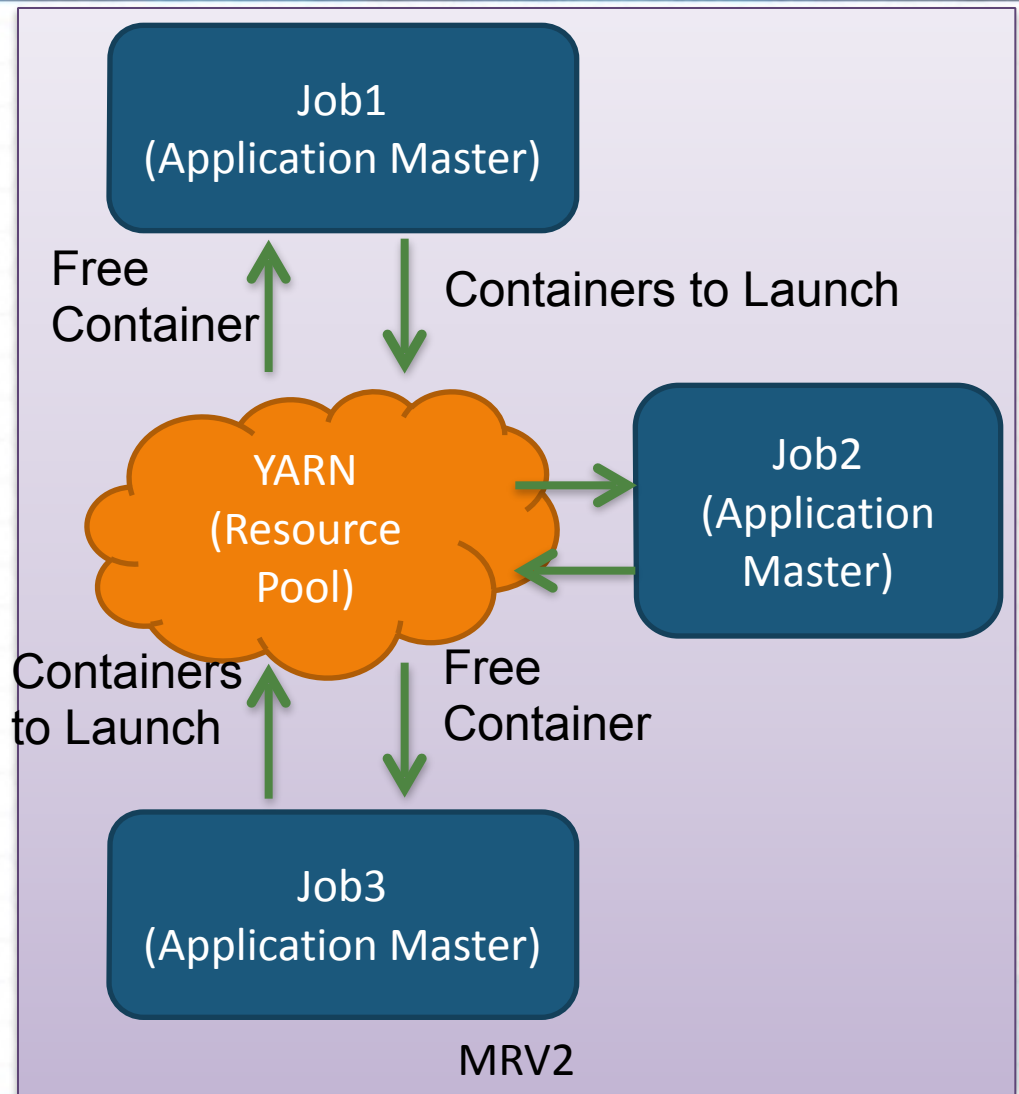 Job1
(Application Master)
Free
Container
Containers to Launch
YARN
(Resource
Pool)
Job2
(Application
Master)
Containers
to Launch
Free
Container
Job3
(Application Master)
MRV2